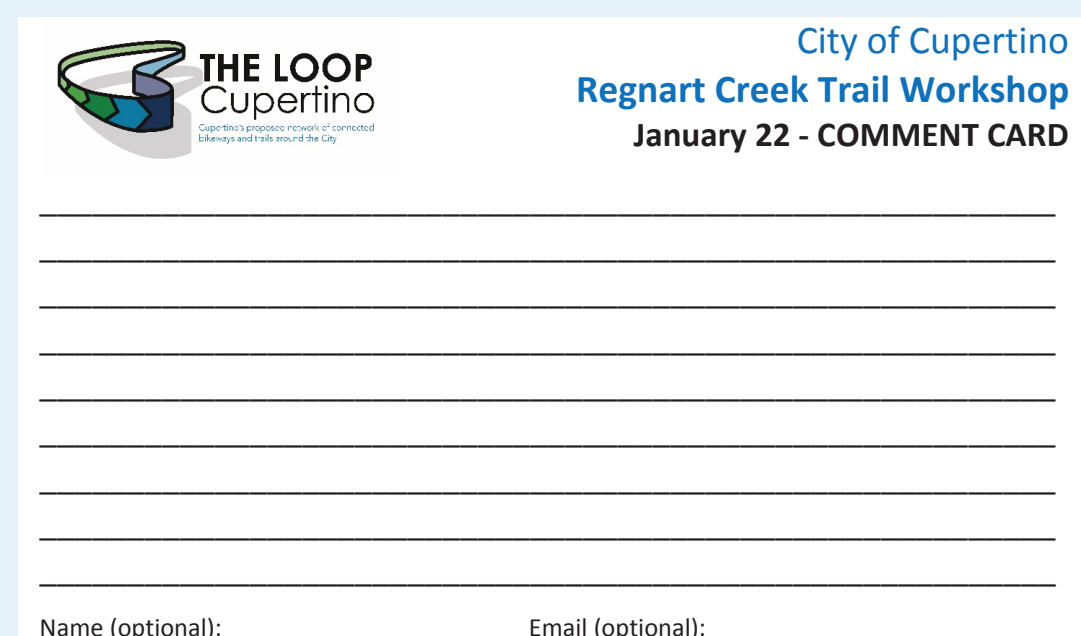 THE LOOP
Cupertino
Cupertino's proposed network of connected
bikeways and trails around the City
City of Cupertino
Regnart Creek Trail Workshop
January 22 - COMMENT CARD
Name (optional):
Email (optional):